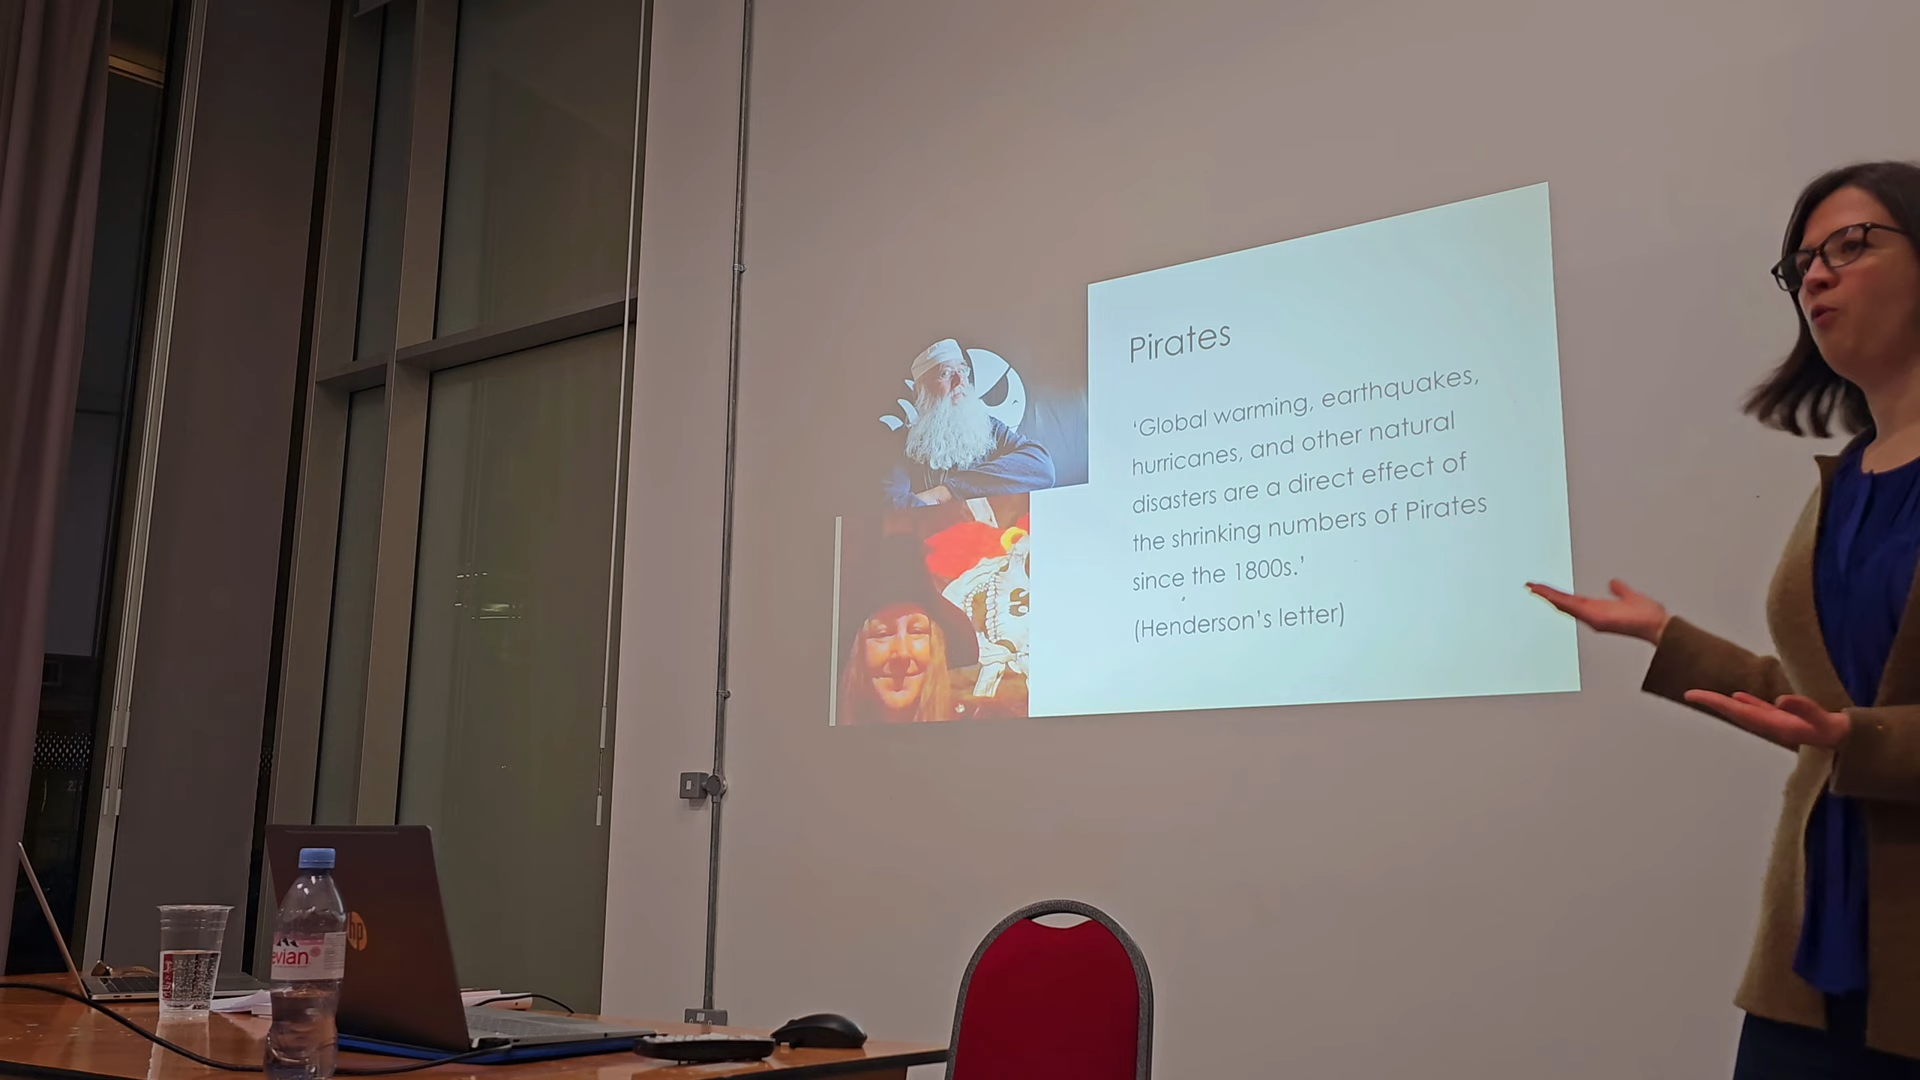 Pirates
‘Global warming, earthquakes,
hurricanes, and other natural
disasters are a direct effect of
the shrinking numbers of Pirates
since the 1800s.’
(Henderson’s letter)
hp
evian